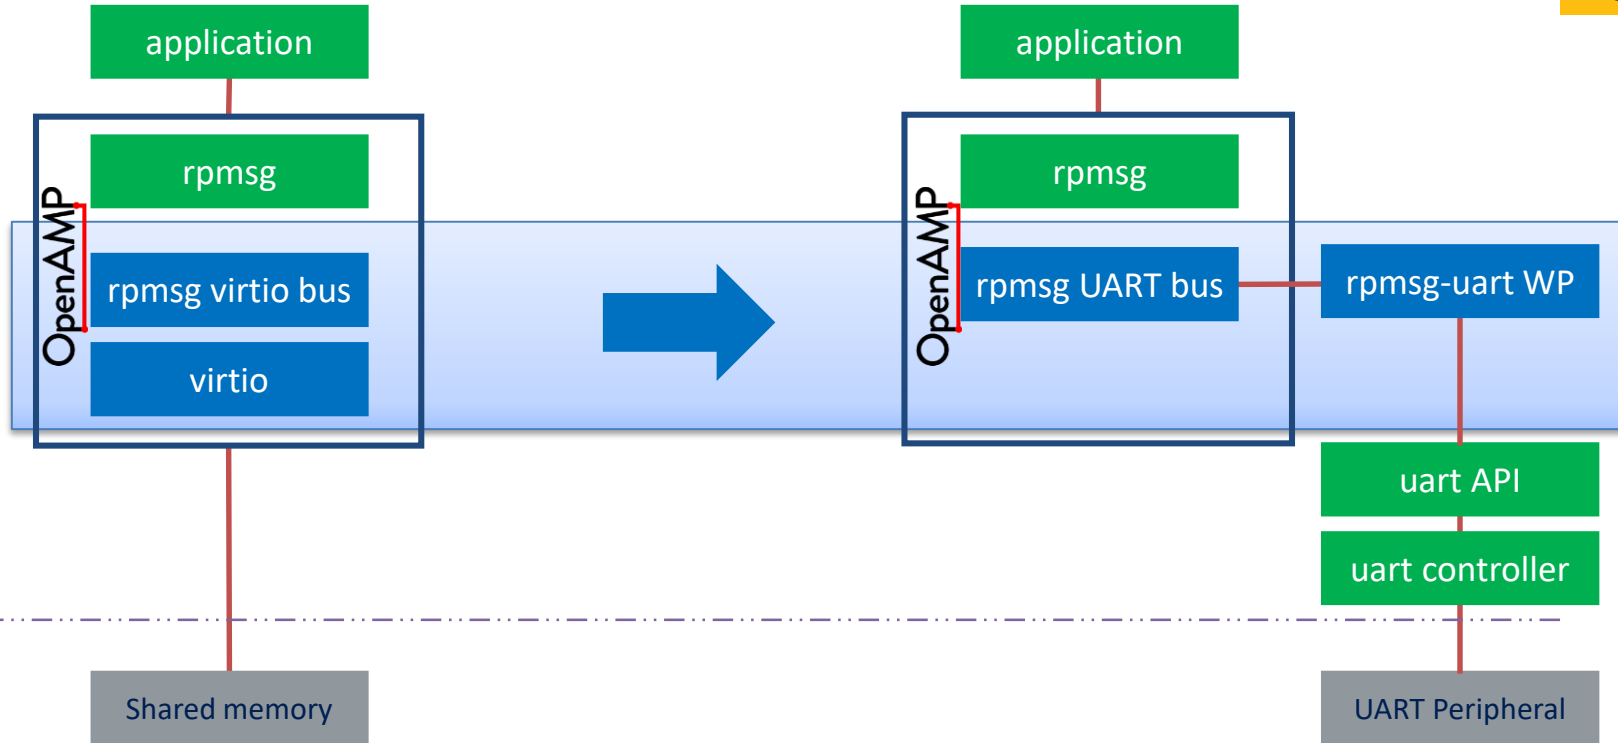 application
rpmsg
OpenAMP
rpmsg virtio bus
virtio
Shared memory
application
rpmsg
OpenAMP
rpmsg UART bus
rpmsg-uart WP
uart API
uart controller
UART Peripheral